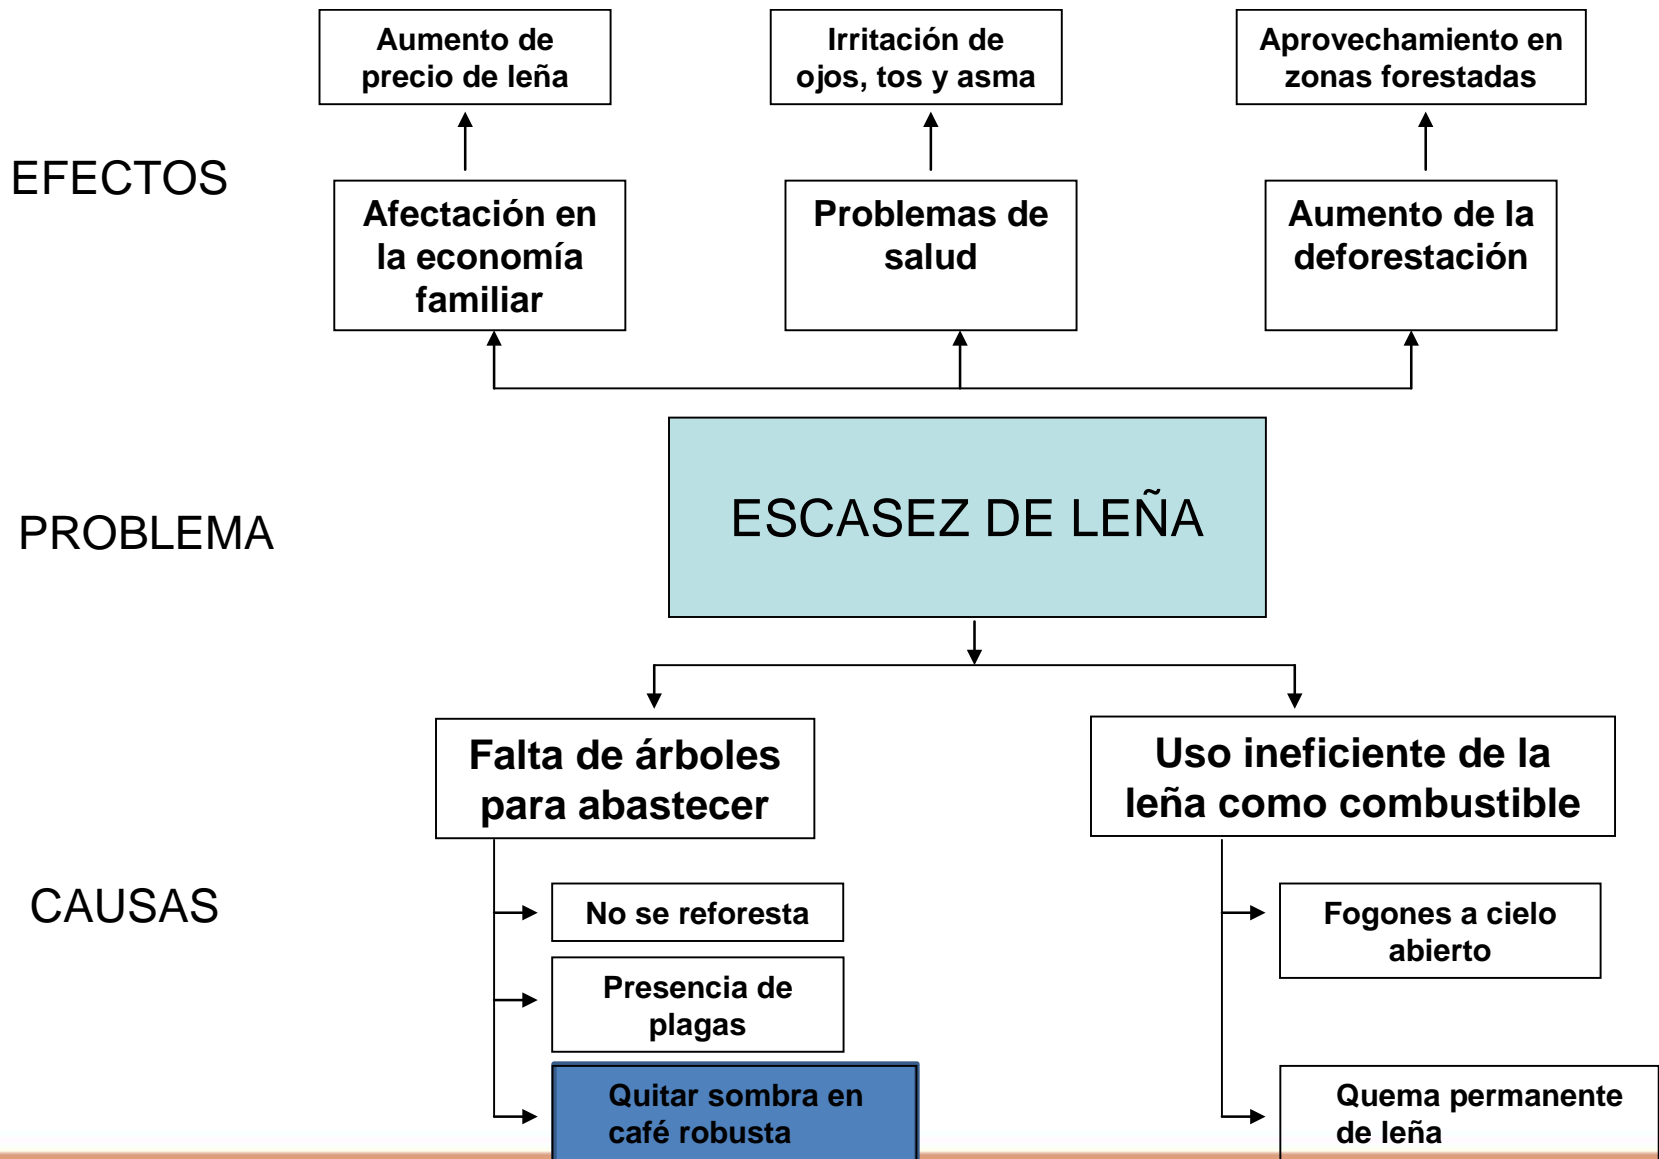 Aumento de
precio de leña
Irritación de
ojos, tos y asma
Aprovechamiento en
zonas forestadas
EFECTOS
Afectación en
la economía
familiar
Problemas de
salud
Aumento de la
deforestación
PROBLEMA
ESCASEZ DE LEÑA
Falta de árboles
para abastecer
Uso ineficiente de la
leña como combustible
CAUSAS
No se reforesta
Presencia de
plagas
Quitar sombra en
café robusta
Fogones a cielo
abierto
Quema permanente
de leña